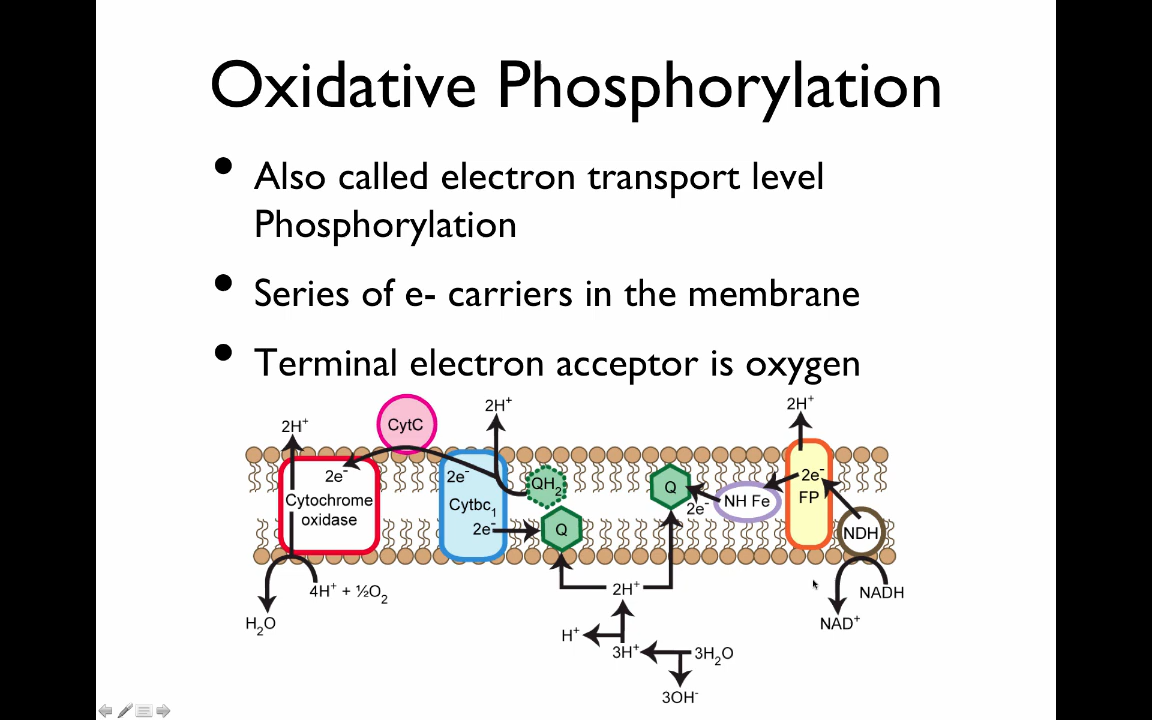 Oxidative Phosphorylation
• Also called electron transport level
Phosphorylation
• Series of e- carriers in the membrane
• Terminal electron acceptor is oxygen
2H⁺
CytC
2H⁺
2H⁺
2e⁻
Cytochrome
oxidase
2e⁻
Cytbc₁
2e⁻
QH₂
Q
Q
2e⁻
NH Fe
2e⁻
FP
NDH
4H⁺ + ½O₂
H₂O
2H⁺
H⁺
3H⁺
3H₂O
3OH⁻
NADH
NAD⁺